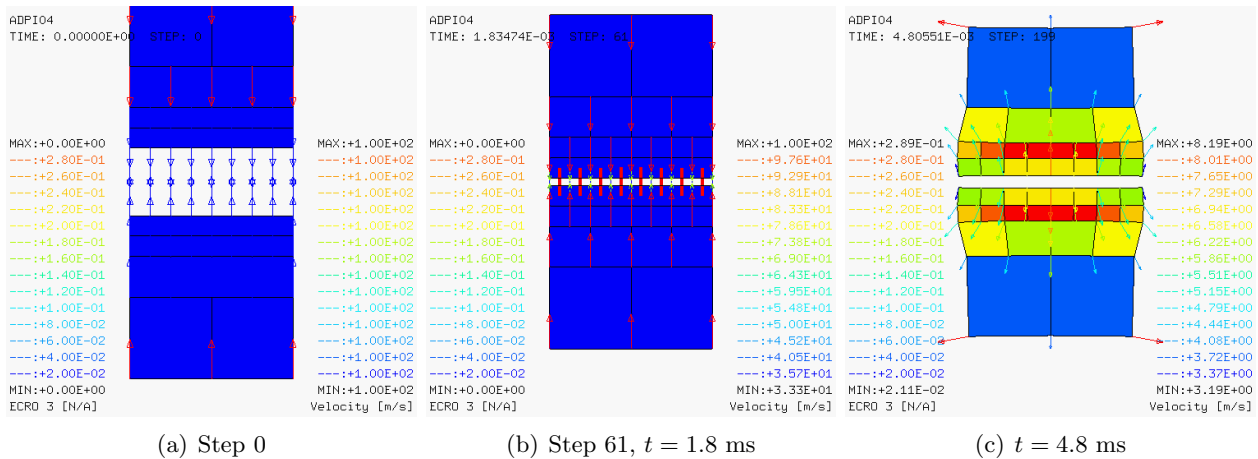 ADPI04
TIME: 0.00000E+00 STEP: 0
MAX:+0.00E+00
---:+2.80E-01
---:+2.60E-01
---:+2.40E-01
---:+2.20E-01
---:+2.00E-01
---:+1.80E-01
---:+1.60E-01
---:+1.40E-01
---:+1.20E-01
---:+1.00E-01
---:+8.00E-02
---:+6.00E-02
---:+4.00E-02
---:+2.00E-02
MIN:+0.00E+00
ECRO 3 [N/A]
MAX:+1.00E+02
---:+1.00E+02
---:+1.00E+02
---:+1.00E+02
---:+1.00E+02
---:+1.00E+02
---:+1.00E+02
---:+1.00E+02
---:+1.00E+02
---:+1.00E+02
---:+1.00E+02
---:+1.00E+02
---:+1.00E+02
---:+1.00E+02
---:+1.00E+02
MIN:+1.00E+02
Velocity [m/s]
(a) Step 0
ADPI04
TIME: 1.83474E-03 STEP: 61
MAX:+0.00E+00
---:+2.80E-01
---:+2.60E-01
---:+2.40E-01
---:+2.20E-01
---:+2.00E-01
---:+1.80E-01
---:+1.60E-01
---:+1.40E-01
---:+1.20E-01
---:+1.00E-01
---:+8.00E-02
---:+6.00E-02
---:+4.00E-02
---:+2.00E-02
MIN:+0.00E+00
ECRO 3 [N/A]
MAX:+1.00E+02
---:+9.76E+01
---:+9.29E+01
---:+8.81E+01
---:+8.33E+01
---:+7.86E+01
---:+7.38E+01
---:+6.90E+01
---:+6.43E+01
---:+5.95E+01
---:+5.48E+01
---:+5.00E+01
---:+4.52E+01
---:+4.05E+01
---:+3.57E+01
MIN:+3.33E+01
Velocity [m/s]
(b) Step 61, t = 1.8 ms
ADPI04
TIME: 4.80551E-03 STEP: 199
MAX:+2.89E-01
---:+2.80E-01
---:+2.60E-01
---:+2.40E-01
---:+2.20E-01
---:+2.00E-01
---:+1.80E-01
---:+1.60E-01
---:+1.40E-01
---:+1.20E-01
---:+1.00E-01
---:+8.00E-02
---:+6.00E-02
---:+4.00E-02
---:+2.00E-02
MIN:+2.11E-02
ECRO 3 [N/A]
MAX:+8.19E+00
---:+8.01E+00
---:+7.65E+00
---:+7.29E+00
---:+6.94E+00
---:+6.58E+00
---:+6.22E+00
---:+5.86E+00
---:+5.51E+00
---:+5.15E+00
---:+4.79E+00
---:+4.44E+00
---:+4.08E+00
---:+3.72E+00
---:+3.37E+00
MIN:+3.19E+00
Velocity [m/s]
(c) t = 4.8 ms